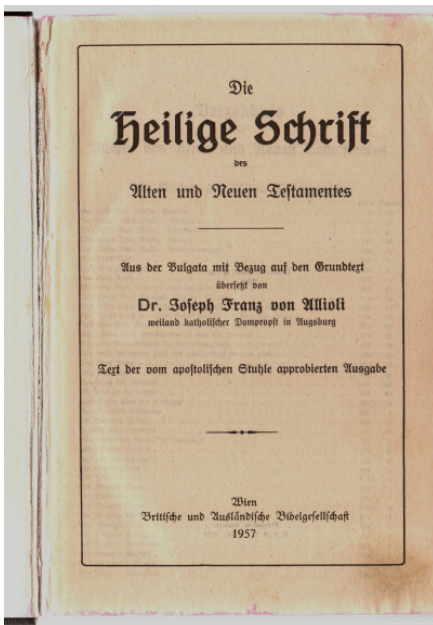 Die
Heilige Schrift
des
Alten und Neuen Testamentes
Aus der Vulgata mit Bezug auf den Grundtext
übersetzt von
Dr. Joseph Franz von Allioli
weiland katholischer Dompropst in Augsburg
Text der vom apostolischen Stuhle approbierten Ausgabe
Wien
Britische und Ausländische Bibelgesellschaft
1957